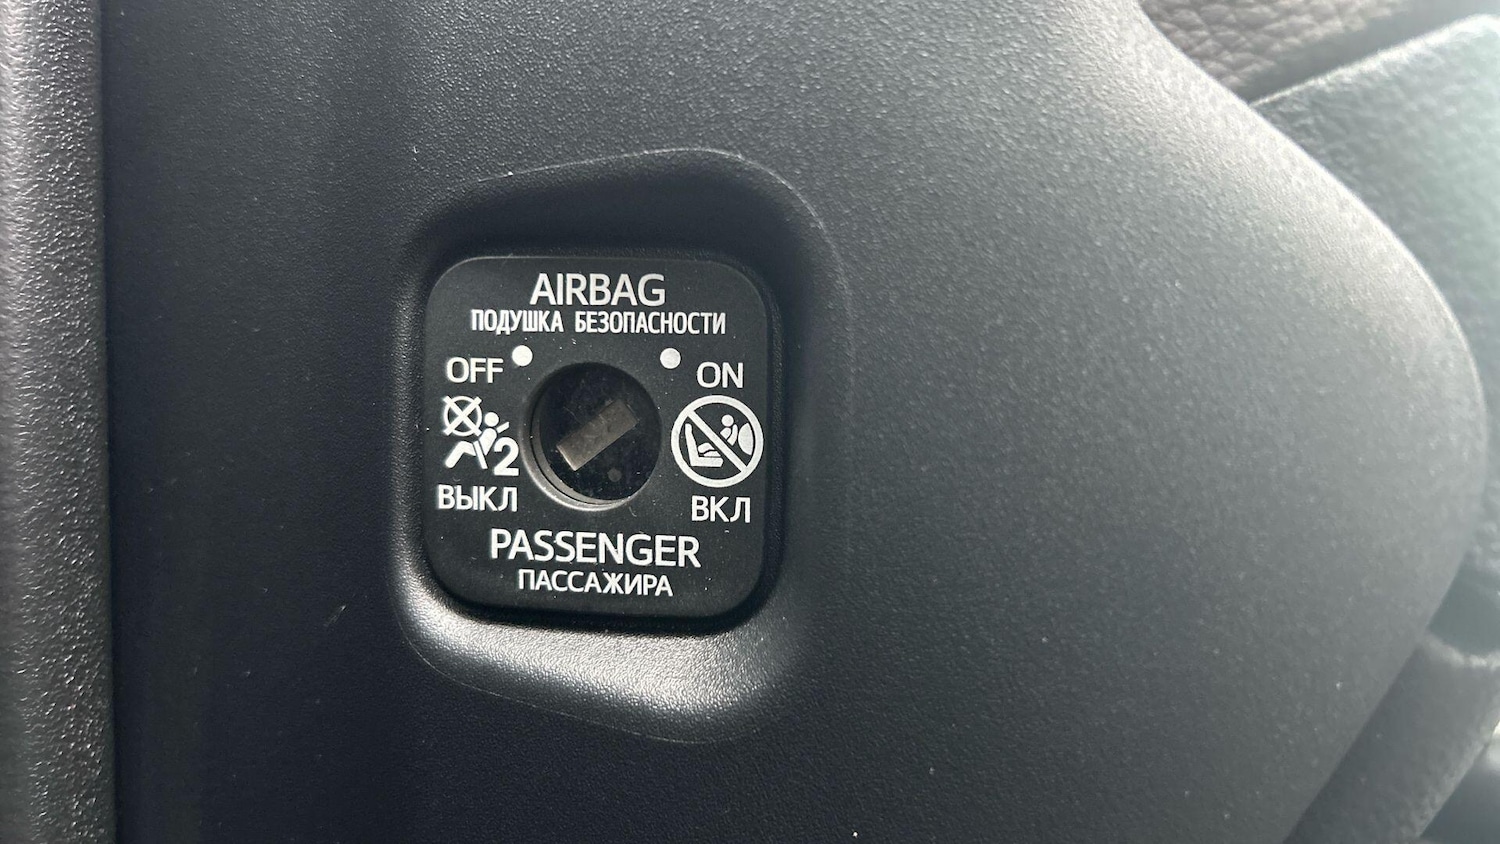 AIRBAG
ПОДУШКА БЕЗОПАСНОСТИ
OFF ON
2
ВЫКЛ ВКЛ
PASSENGER
ПАССАЖИРА